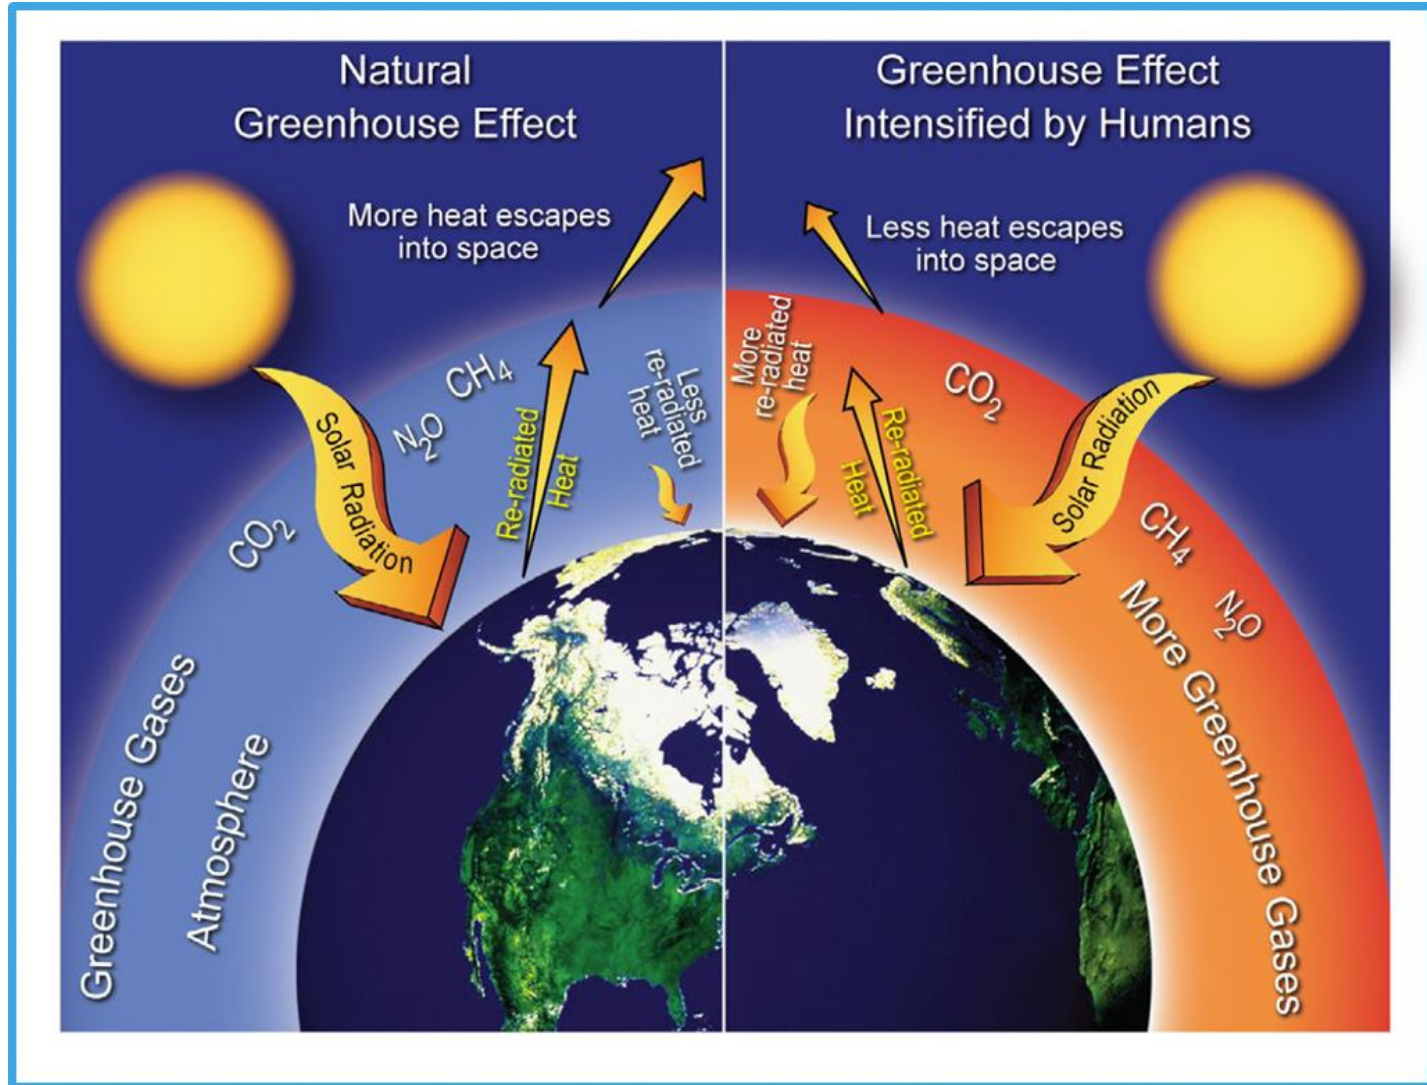 Natural
Greenhouse Effect
More heat escapes
into space
CH₄
N₂O
CO₂
Solar Radiation
Re-radiated
Heat
Less
re-radiated
heat
Greenhouse Gases
Atmosphere
Greenhouse Effect
Intensified by Humans
Less heat escapes
into space
More
re-radiated
heat
Re-radiated
Heat
CO₂
Solar Radiation
CH₄
N₂O
More Greenhouse Gases